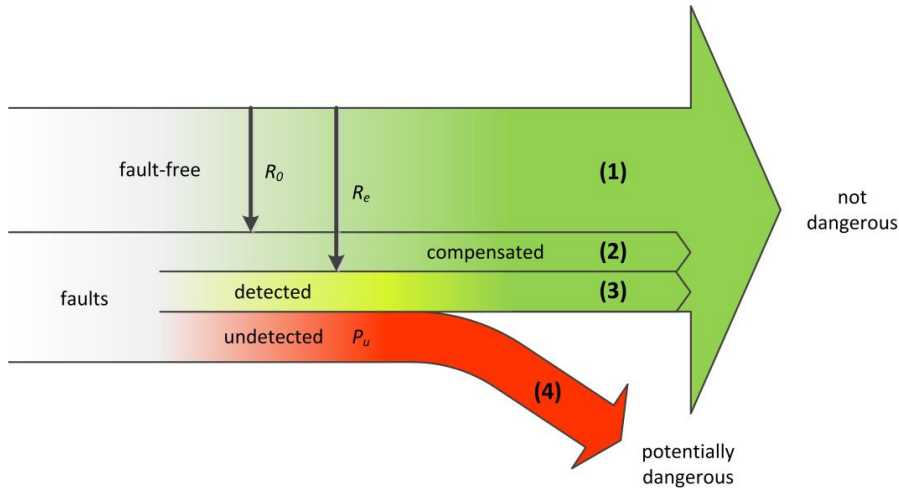 fault-free
R₀
Rₑ
(1)
not
dangerous
compensated
(2)
faults
detected
(3)
undetected
Pᵤ
(4)
potentially
dangerous